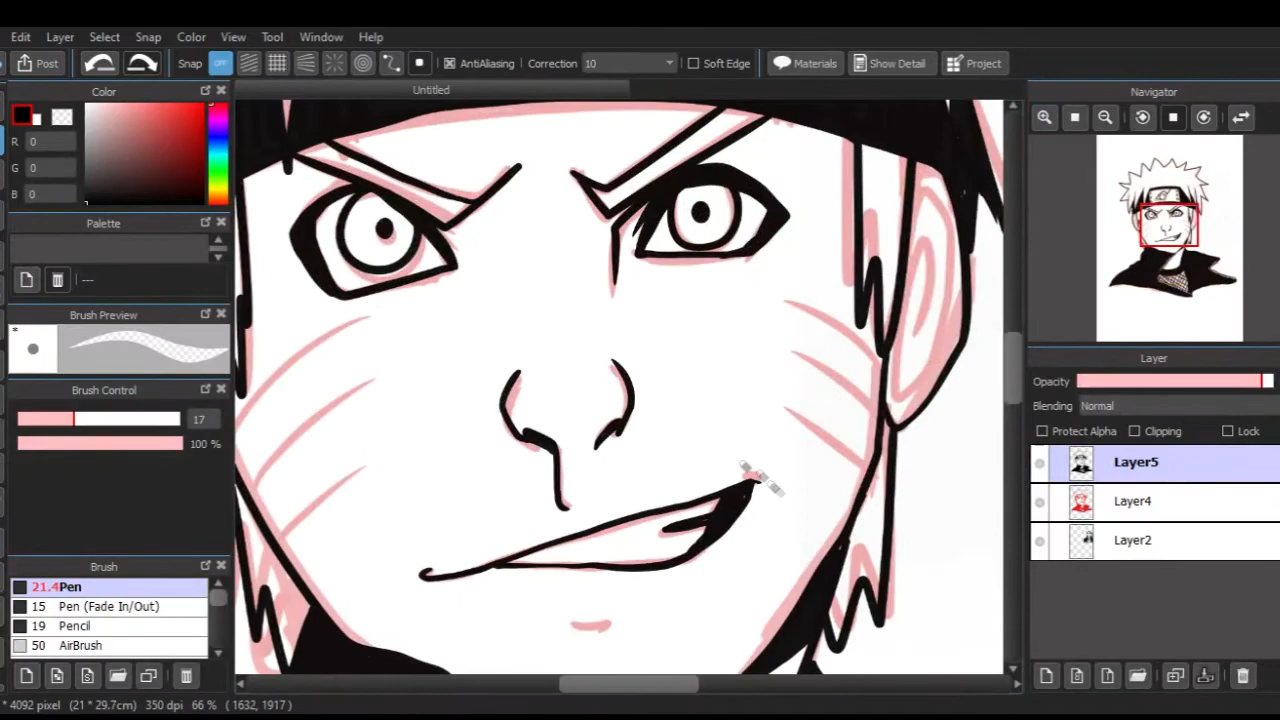 Edit Layer Select Snap Color View Tool Window Help
Post Snap OFF AntiAliasing Correction 10 Soft Edge Materials Show Detail Project
Color Untitled Navigator
R 0
G 0
B 0
Palette
---
Brush Preview
*
Brush Control
17
100 %
Layer
Opacity
Blending Normal
Protect Alpha Clipping Lock
Layer5
Layer4
Layer2
Brush
21.4 Pen
15 Pen (Fade In/Out)
19 Pencil
50 AirBrush
* 4092 pixel (21 * 29.7cm) 350 dpi 66 % ( 1632, 1917 )